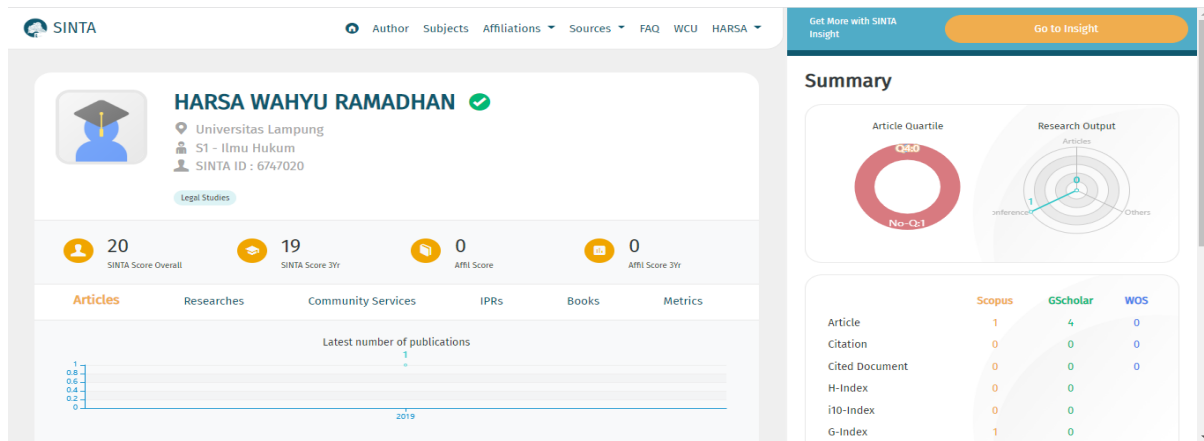 SINTA
Author Subjects Affiliations Sources FAQ WCU HARSA
Get More with SINTA
Insight
Go to Insight
HARSA WAHYU RAMADHAN
Universitas Lampung
S1 - Ilmu Hukum
SINTA ID : 6747020
Legal Studies
20
SINTA Score Overall
19
SINTA Score 3Yr
0
Affil Score
0
Affil Score 3Yr
Articles Researches Community Services IPRs Books Metrics
Latest number of publications
1
1
0.8
0.6
0.4
0.2
0
2019
Summary
Article Quartile
Q4:0
No-Q:1
Research Output
Articles
0
1
onference
Others
Scopus GScholar WOS
Article 1 4 0
Citation 0 0 0
Cited Document 0 0 0
H-Index 0 0
i10-Index 0 0
G-Index 1 0